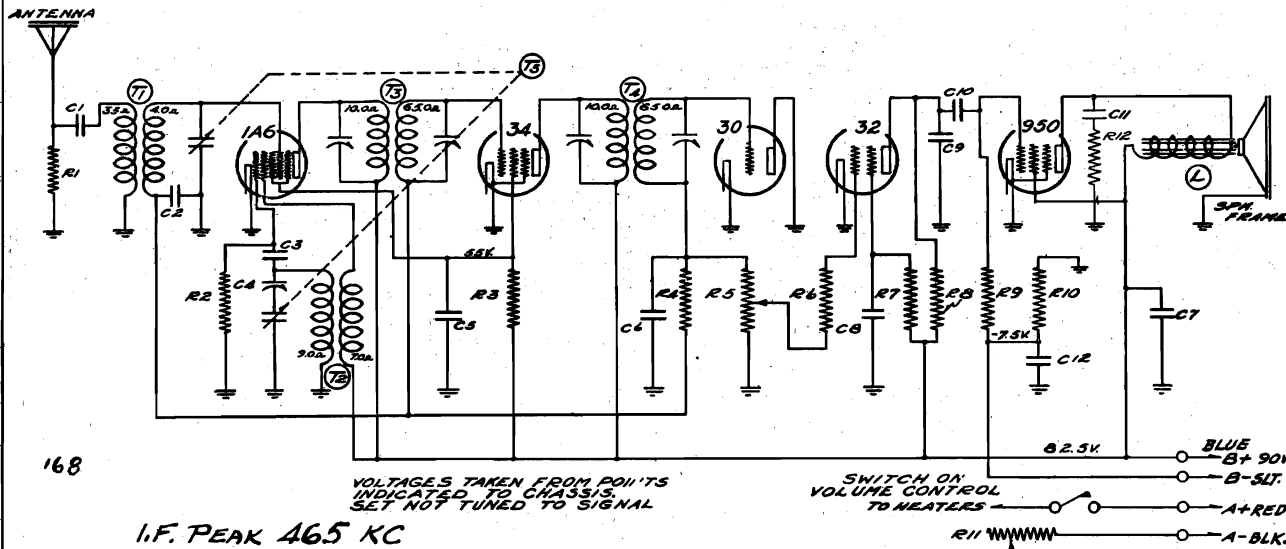 ANTENNA
T5
T1
T3
T4
C1
35Ω
4.0Ω
1A6
10.0Ω
65.0Ω
34
10.0Ω
65.0Ω
30
32
C10
C9
950
C11
R12
R1
C2
L
SPK.
FRAME
C3
55V.
R2
C4
R3
C5
C6
R4
R5
R6
C8
R7
R8
R9
R10
C7
-7.5V.
C12
9.0Ω
7.0Ω
T2
82.5V.
BLUE
B+ 90V
168
B-SLT.
VOLTAGES TAKEN FROM POINTS
INDICATED TO CHASSIS.
SET NOT TUNED TO SIGNAL
SWITCH ON
VOLUME CONTROL
TO HEATERS
A+RED
R11
A-BLK.
I.F. PEAK 465 KC